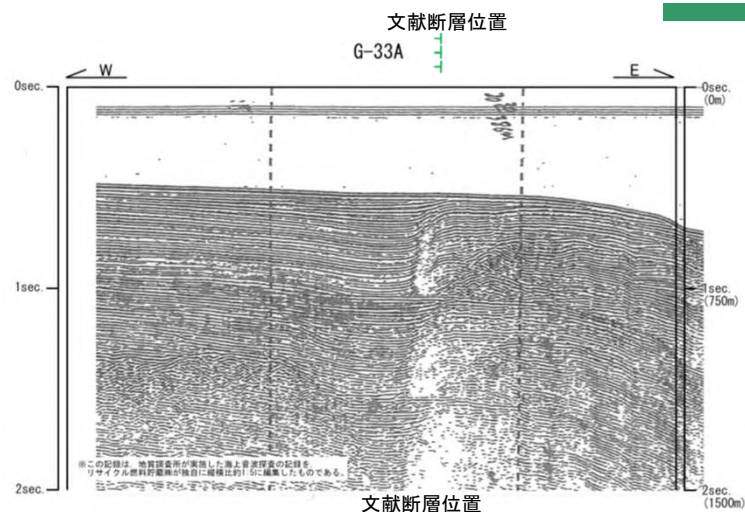 文献断層位置
G-33A
W
E
0sec.
0sec.
(0m)
1sec.
1sec.
(750m)
※この記録は、地質調査所が実施した海上音波探査の記録を
リサイクル燃料貯蔵㈱が独自に縦横比約1:5に編集したものである。
2sec.
2sec.
(1500m)
文献断層位置